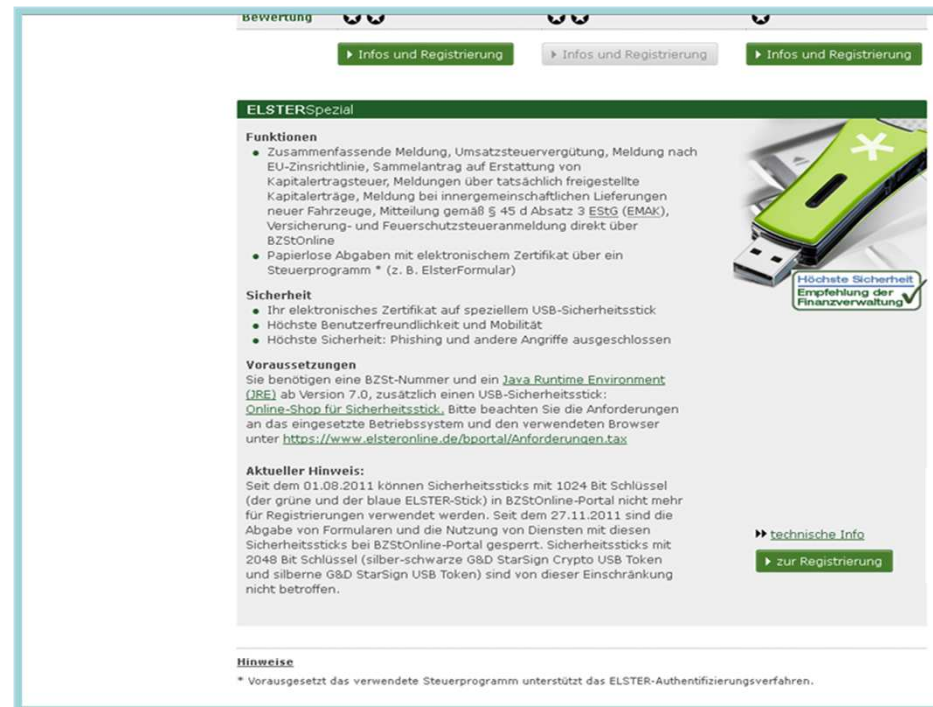 Bewertung
Infos und Registrierung Infos und Registrierung Infos und Registrierung
ELSTERSpezial
Funktionen
Zusammenfassende Meldung, Umsatzsteuervergütung, Meldung nach
EU-Zinsrichtlinie, Sammelantrag auf Erstattung von
Kapitalertragsteuer, Meldungen über tatsächlich freigestellte
Kapitalerträge, Meldung bei innergemeinschaftlichen Lieferungen
neuer Fahrzeuge, Mitteilung gemäß § 45 d Absatz 3 EStG (EMAK),
Versicherung- und Feuerschutzsteueranmeldung direkt über
BZStOnline
Papierlose Abgaben mit elektronischem Zertifikat über ein
Steuerprogramm * (z. B. ElsterFormular)
Höchste Sicherheit
Empfehlung der
Finanzverwaltung
Sicherheit
Ihr elektronisches Zertifikat auf speziellem USB-Sicherheitsstick
Höchste Benutzerfreundlichkeit und Mobilität
Höchste Sicherheit: Phishing und andere Angriffe ausgeschlossen
Voraussetzungen
Sie benötigen eine BZSt-Nummer und ein Java Runtime Environment
(JRE) ab Version 7.0, zusätzlich einen USB-Sicherheitsstick:
Online-Shop für Sicherheitsstick. Bitte beachten Sie die Anforderungen
an das eingesetzte Betriebssystem und den verwendeten Browser
unter https://www.elsteronline.de/bportal/Anforderungen.tax
Aktueller Hinweis:
Seit dem 01.08.2011 können Sicherheitssticks mit 1024 Bit Schlüssel
(der grüne und der blaue ELSTER-Stick) in BZStOnline-Portal nicht mehr
für Registrierungen verwendet werden. Seit dem 27.11.2011 sind die
Abgabe von Formularen und die Nutzung von Diensten mit diesen
Sicherheitssticks bei BZStOnline-Portal gesperrt. Sicherheitssticks mit
2048 Bit Schlüssel (silber-schwarze G&D StarSign Crypto USB Token
und silberne G&D StarSign USB Token) sind von dieser Einschränkung
nicht betroffen.
technische Info
zur Registrierung
Hinweise
* Vorausgesetzt das verwendete Steuerprogramm unterstützt das ELSTER-Authentifizierungsverfahren.